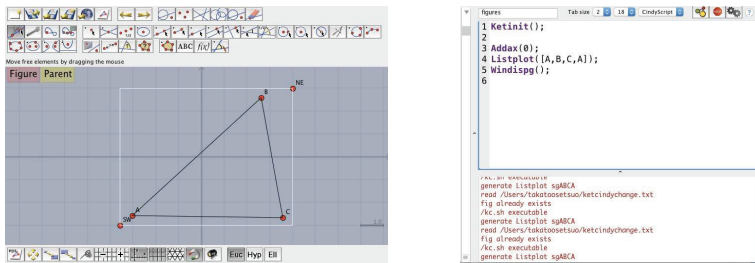 ABC f(x)
Move free elements by dragging the mouse
Figure Parent
NE
B
A
SW
C
1.0
Euc Hyp Ell
figures Tab size 2 18 CindyScript
1 Ketinit();
2
3 Addax(0);
4 Listplot([A,B,C,A]);
5 Windispg();
6
/kc.sh executable
generate Listplot sgABCA
read /Users/takatoosetsuo/ketcindychange.txt
fig already exists
/kc.sh executable
generate Listplot sgABCA
read /Users/takatoosetsuo/ketcindychange.txt
fig already exists
/kc.sh executable
generate Listplot sgABCA